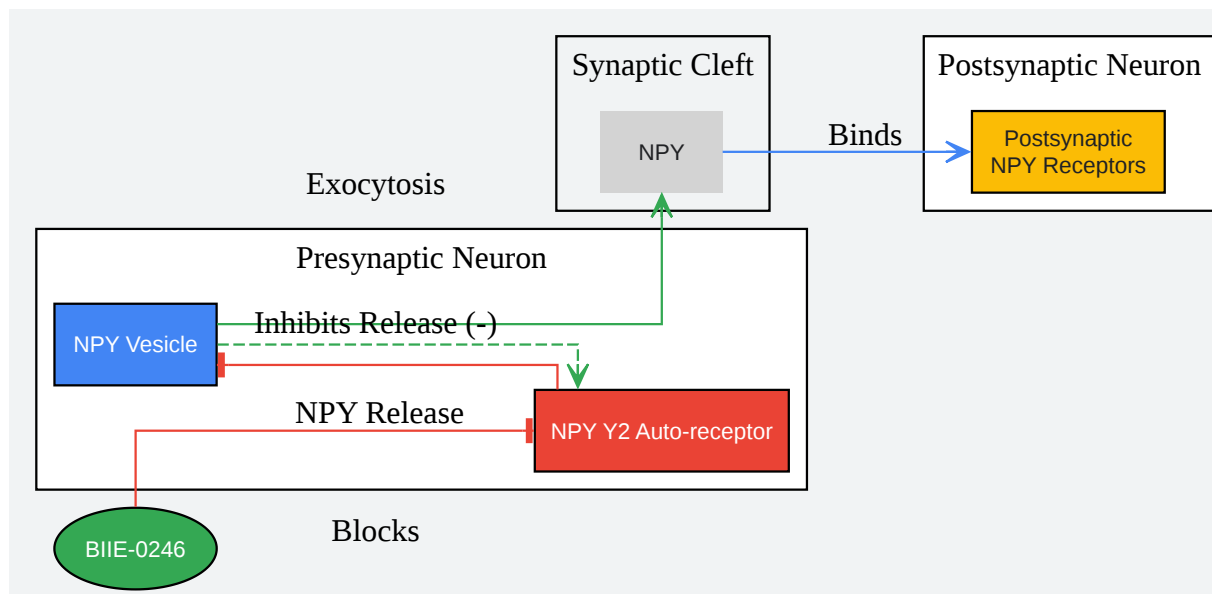 Synaptic Cleft
Postsynaptic Neuron
NPY
Binds
Postsynaptic
NPY Receptors
Exocytosis
Presynaptic Neuron
Inhibits Release (-)
NPY Vesicle
NPY Release
NPY Y2 Auto-receptor
Blocks
BIIE-0246